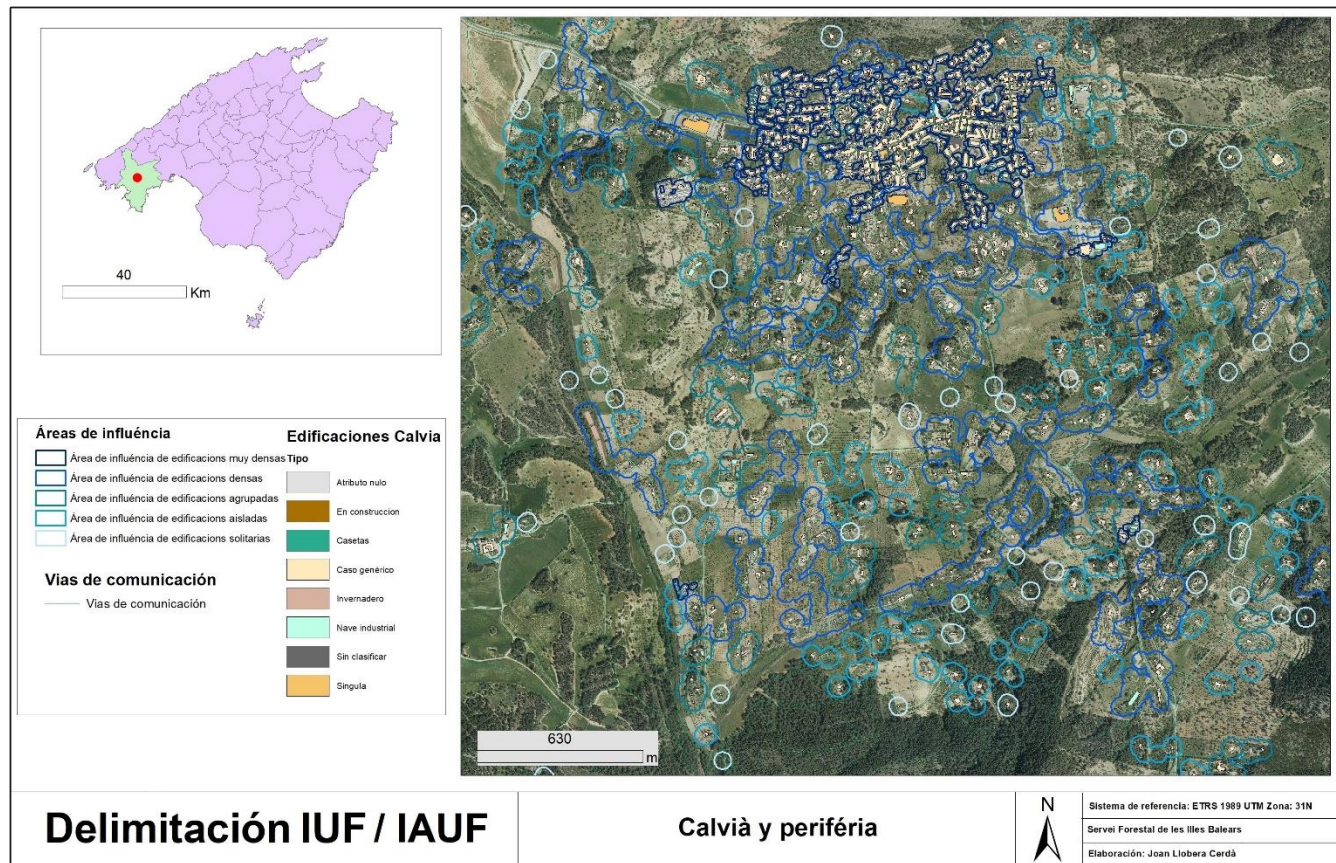 40
Km
Áreas de influéncia
Área de influéncia de edificacions muy densas
Área de influéncia de edificacions densas
Área de influéncia de edificacions agrupadas
Área de influéncia de edificacions aisladas
Área de influéncia de edificacions solitarias
Vias de comunicación
Vias de comunicación
Edificaciones Calvia
Tipo
Atributo nulo
En construccion
Casetas
Caso genérico
Invernadero
Nave industrial
Sin clasificar
Singula
630
m
Delimitación IUF / IAUF
Calvià y periféria
N
Sistema de referencia: ETRS 1989 UTM Zona: 31N
Servei Forestal de les Illes Balears
Elaboración: Joan Llobera Cerdà